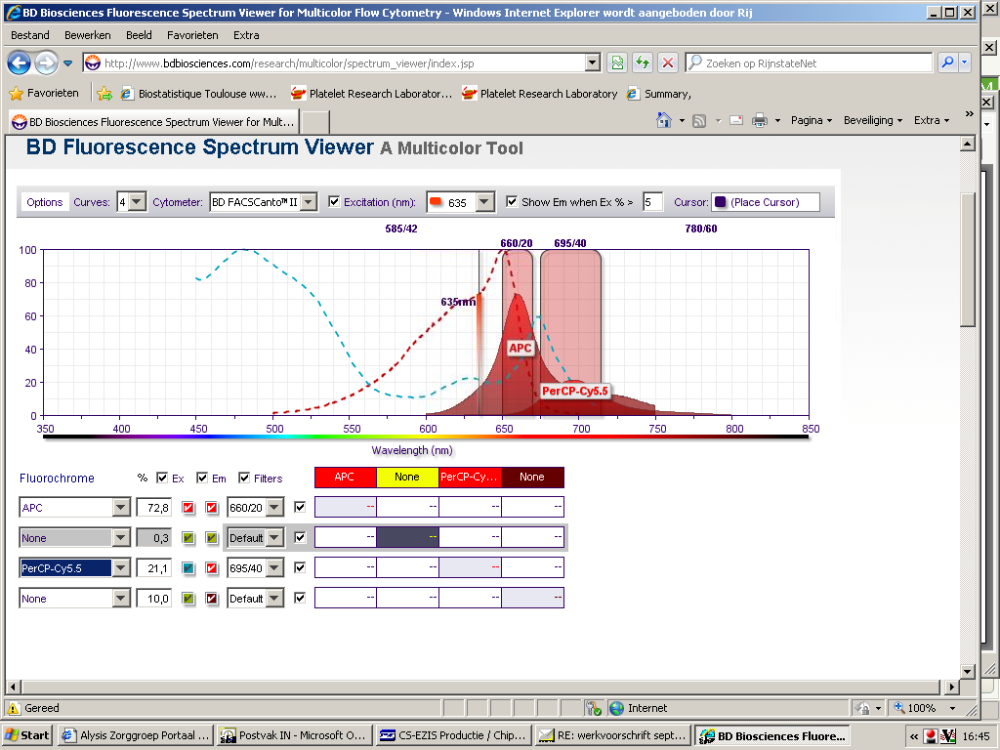 BD Biosciences Fluorescence Spectrum Viewer for Multicolor Flow Cytometry - Windows Internet Explorer wordt aangeboden door Rij
Bestand Bewerken Beeld Favorieten Extra
http://www.bdbiosciences.com/research/multicolor/spectrum_viewer/index.jsp Zoeken op RijnstateNet
Favorieten Biostatistique Toulouse ww... Platelet Research Laborator... Platelet Research Laboratory Summary,
BD Biosciences Fluorescence Spectrum Viewer for Mult... Pagina Beveiliging Extra »
BD Fluorescence Spectrum Viewer A Multicolor Tool
Options Curves: 4 Cytometer: BD FACSCanto™ II Excitation (nm): 635 Show Em when Ex % > 5 Cursor: (Place Cursor)
585/42 780/60
660/20 695/40
100
80
635nm
60
APC
40
20
PerCP-Cy5.5
0
350 400 450 500 550 600 650 700 750 800 850
Wavelength (nm)
Fluorochrome % Ex Em Filters APC None PerCP-Cy... None
APC 72,8 660/20 -- -- -- --
None 0,3 Default -- -- -- --
PerCP-Cy5.5 21,1 695/40 -- -- -- --
None 10,0 Default -- -- -- --
Gereed Internet 100%
Start Alysis Zorggroep Portaal ... Postvak IN - Microsoft O... CS-EZIS Productie / Chip... RE: werkvoorschrift sept... BD Biosciences Fluore... « 16:45